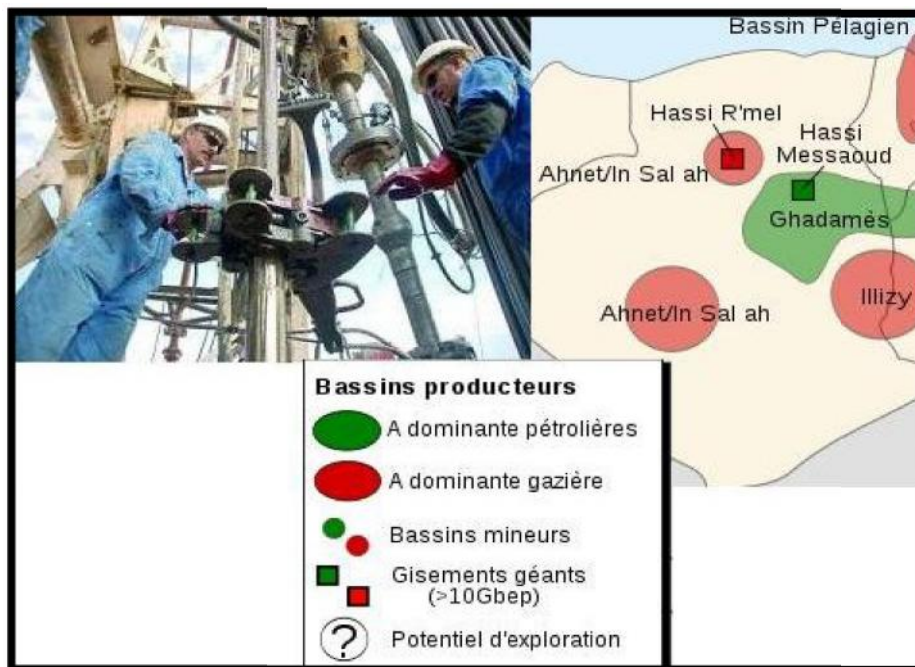 Bassin Pélagien
Hassi R'mel
Hassi
Messaoud
Ahnet/In Sal ah
Ghadamès
Ahnet/In Sal ah
Illizy
Bassins producteurs
A dominante pétrolières
A dominante gazière
Bassins mineurs
Gisements géants
(>10Gbep)
?
Potentiel d'exploration